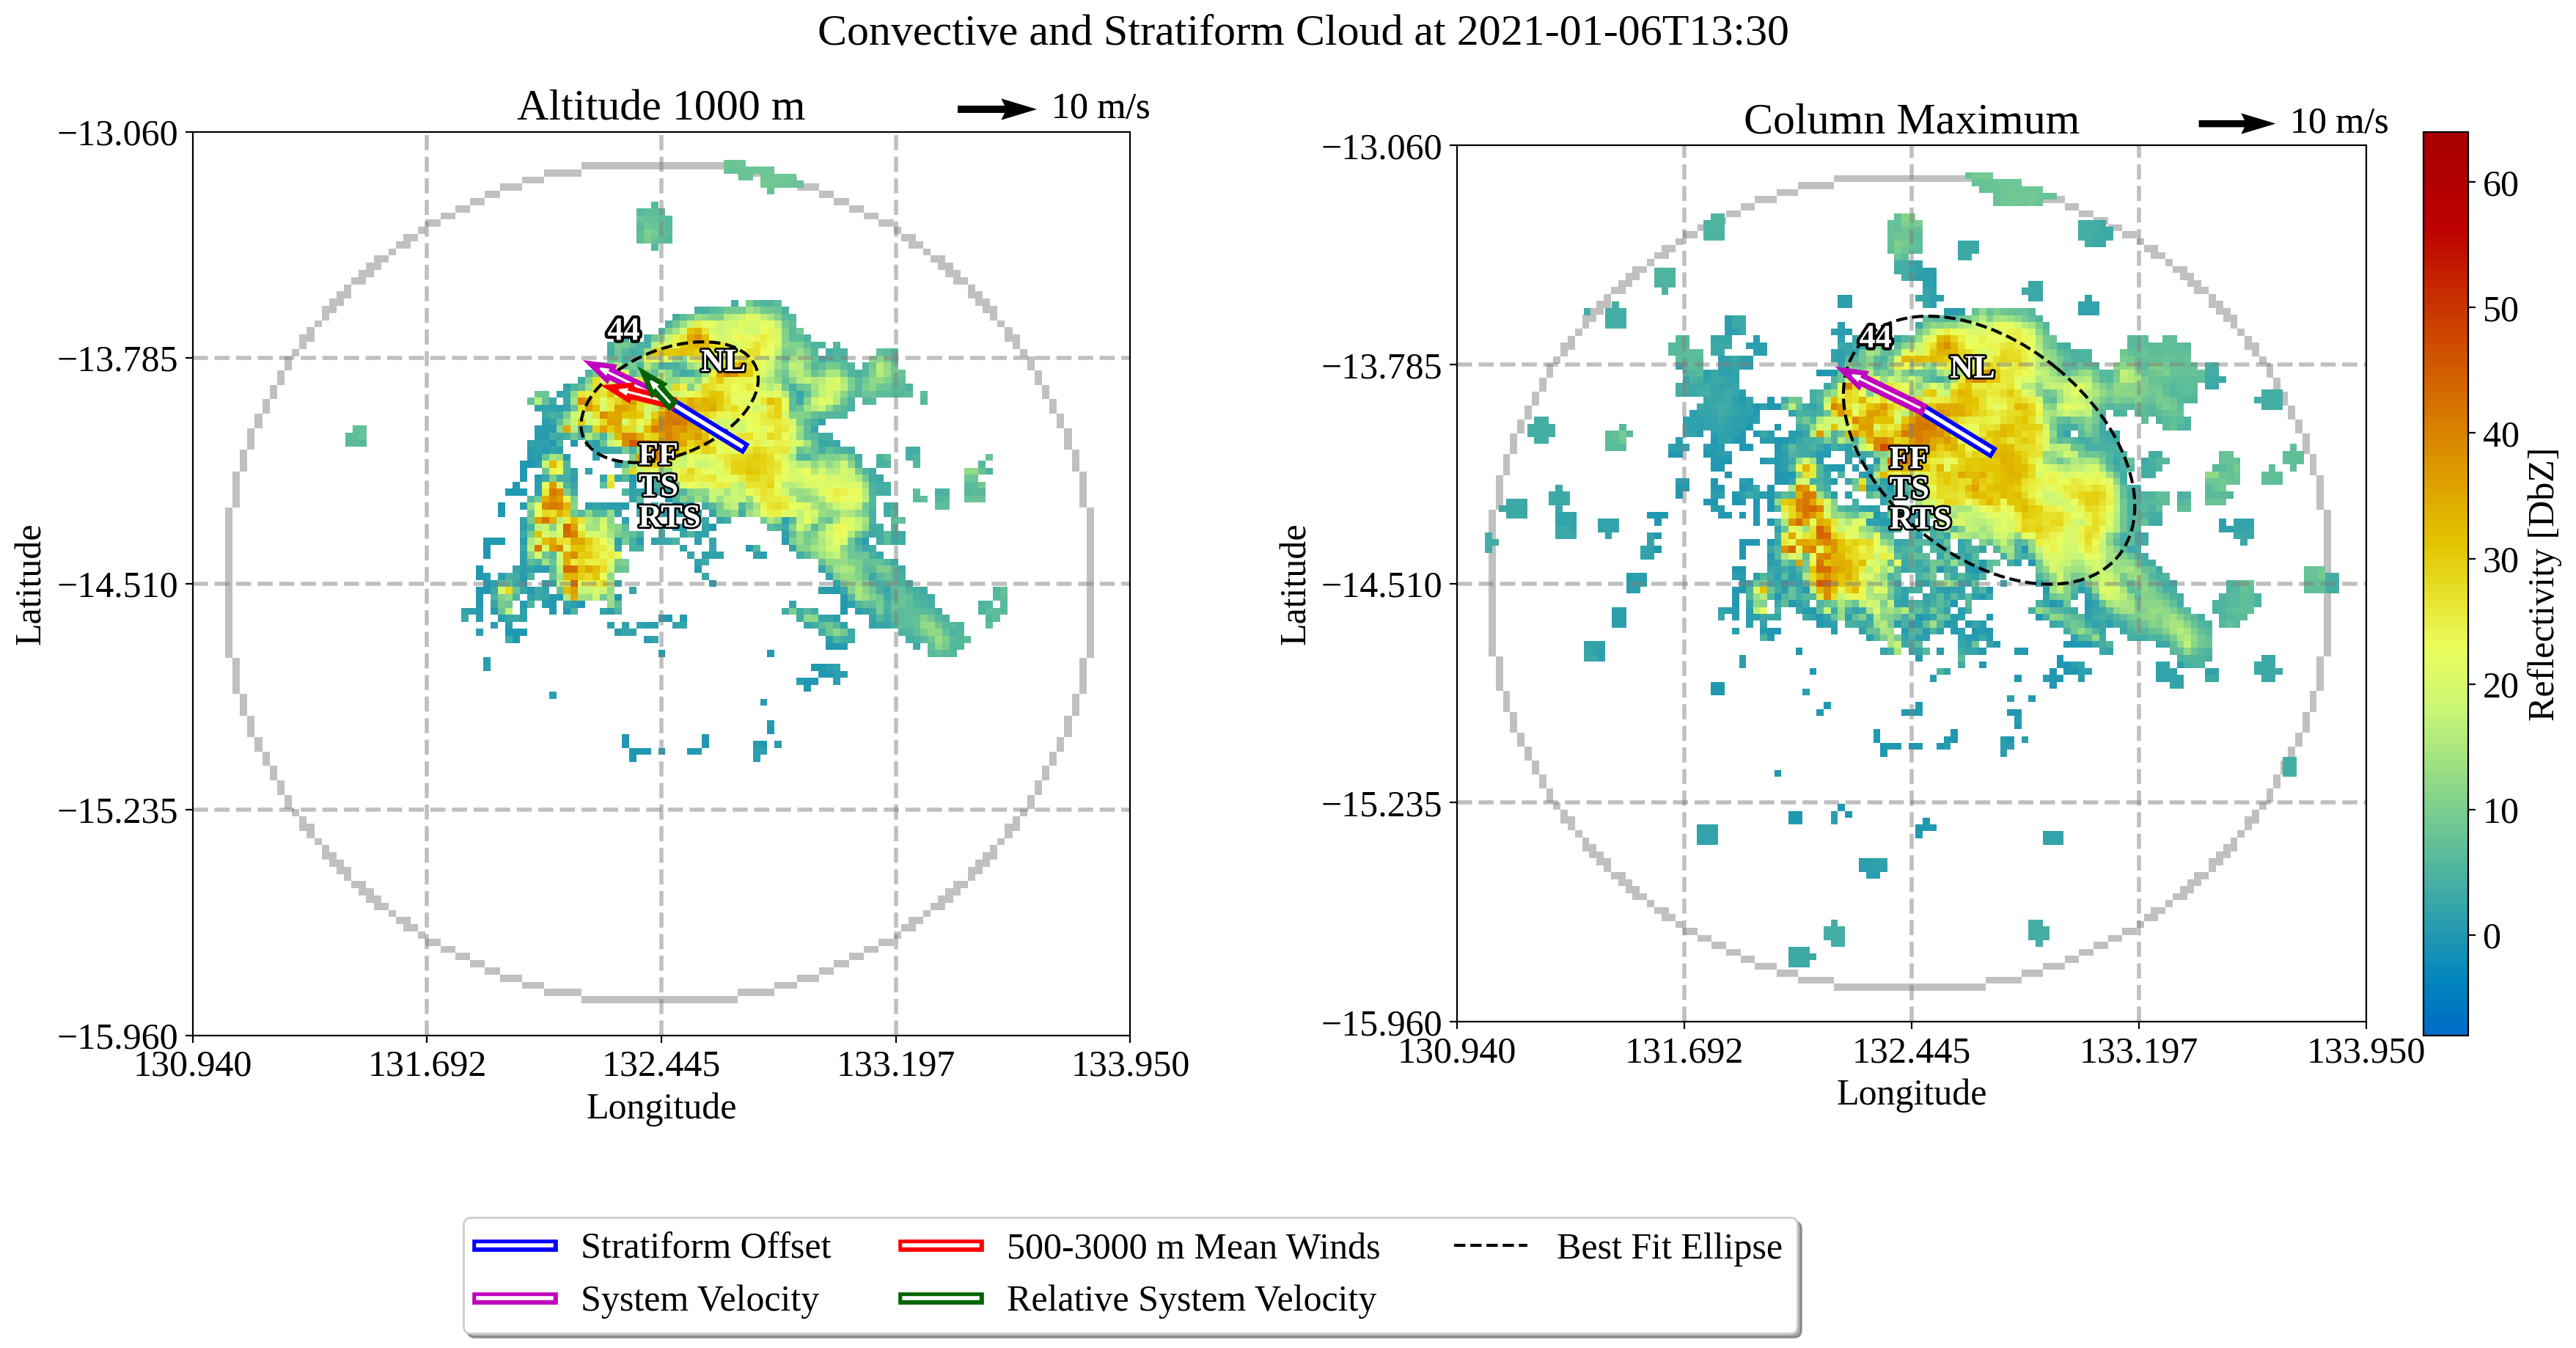 Convective and Stratiform Cloud at 2021-01-06T13:30
Altitude 1000 m
10 m/s
−13.060
−13.785
−14.510
−15.235
−15.960
130.940
131.692
132.445
133.197
133.950
Latitude
Longitude
44
NL
FF
TS
RTS
Column Maximum
10 m/s
−13.060
−13.785
−14.510
−15.235
−15.960
130.940
131.692
132.445
133.197
133.950
Latitude
Longitude
44
NL
FF
TS
RTS
60
50
40
30
20
10
0
Reflectivity [DbZ]
Stratiform Offset
System Velocity
500-3000 m Mean Winds
Relative System Velocity
Best Fit Ellipse